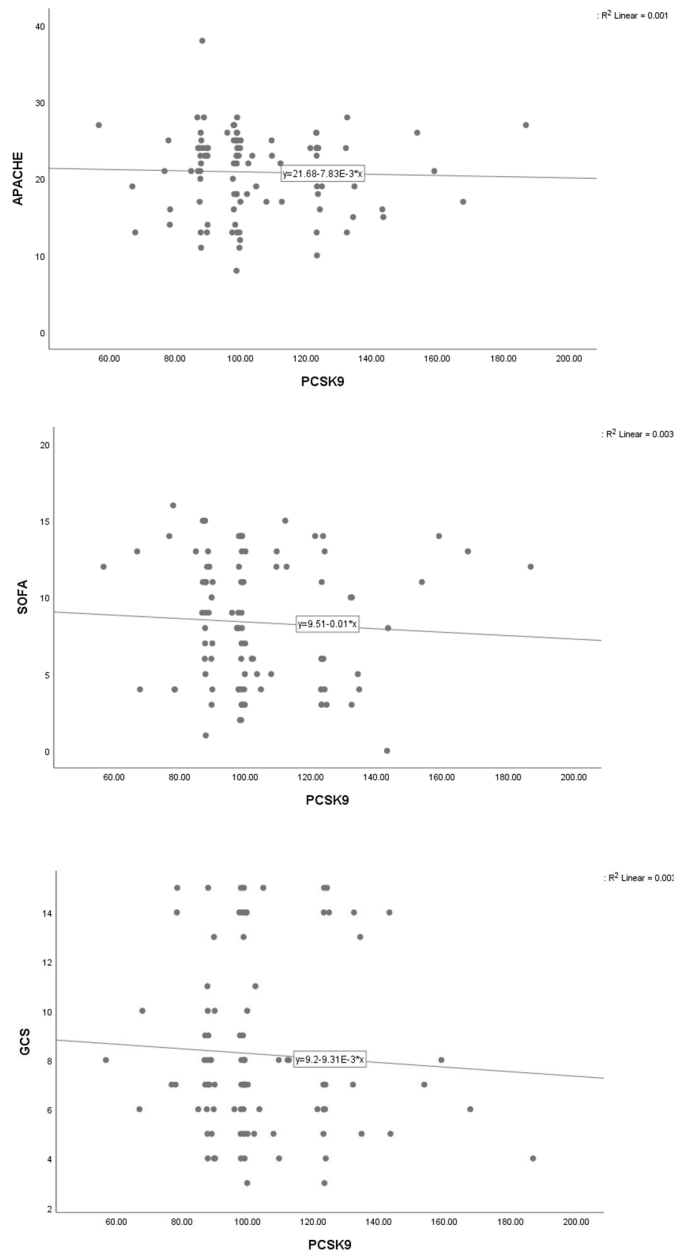 : R2 Linear = 0.001
40
30
20
10
0
APACHE
y=21.68-7.83E-3*x
60.00 80.00 100.00 120.00 140.00 160.00 180.00 200.00
PCSK9
: R2 Linear = 0.003
20
15
10
5
0
SOFA
y=9.51-0.01*x
60.00 80.00 100.00 120.00 140.00 160.00 180.00 200.00
PCSK9
: R2 Linear = 0.003
14
12
10
8
6
4
2
GCS
y=9.2-9.31E-3*x
60.00 80.00 100.00 120.00 140.00 160.00 180.00 200.00
PCSK9